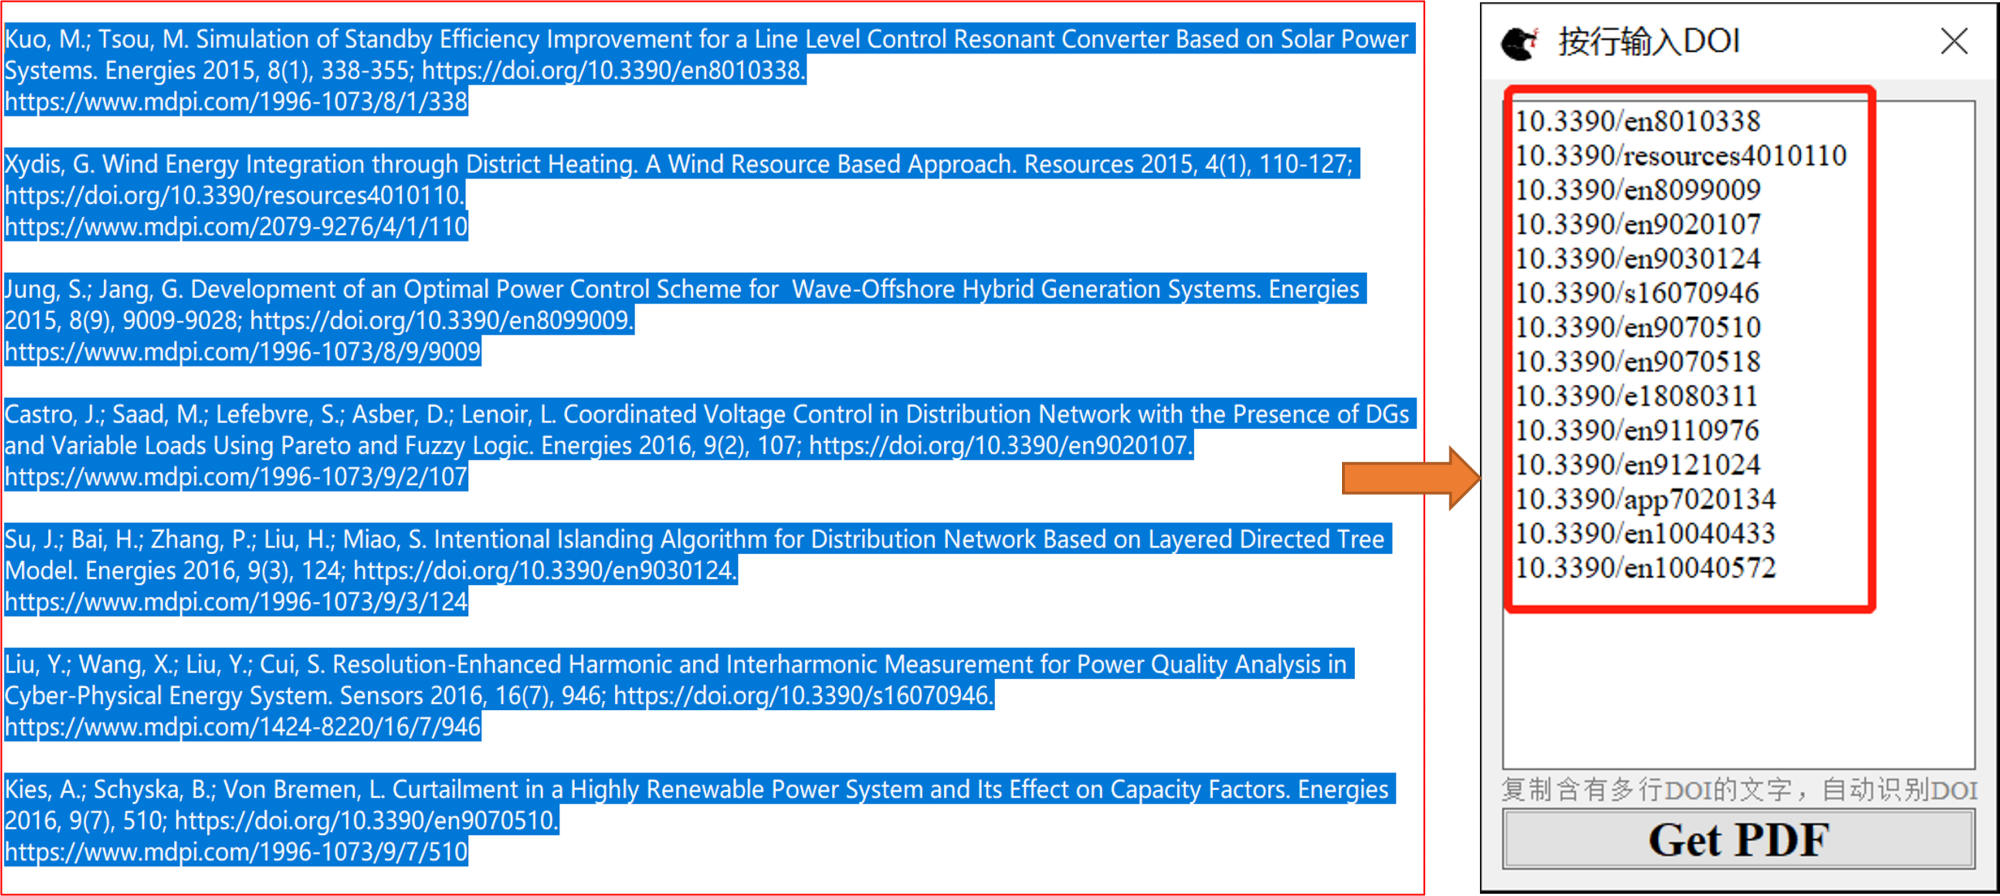 Kuo, M.; Tsou, M. Simulation of Standby Efficiency Improvement for a Line Level Control Resonant Converter Based on Solar Power
Systems. Energies 2015, 8(1), 338-355; https://doi.org/10.3390/en8010338.
https://www.mdpi.com/1996-1073/8/1/338
Xydis, G. Wind Energy Integration through District Heating. A Wind Resource Based Approach. Resources 2015, 4(1), 110-127;
https://doi.org/10.3390/resources4010110.
https://www.mdpi.com/2079-9276/4/1/110
Jung, S.; Jang, G. Development of an Optimal Power Control Scheme for  Wave-Offshore Hybrid Generation Systems. Energies
2015, 8(9), 9009-9028; https://doi.org/10.3390/en8099009.
https://www.mdpi.com/1996-1073/8/9/9009
Castro, J.; Saad, M.; Lefebvre, S.; Asber, D.; Lenoir, L. Coordinated Voltage Control in Distribution Network with the Presence of DGs
and Variable Loads Using Pareto and Fuzzy Logic. Energies 2016, 9(2), 107; https://doi.org/10.3390/en9020107.
https://www.mdpi.com/1996-1073/9/2/107
Su, J.; Bai, H.; Zhang, P.; Liu, H.; Miao, S. Intentional Islanding Algorithm for Distribution Network Based on Layered Directed Tree
Model. Energies 2016, 9(3), 124; https://doi.org/10.3390/en9030124.
https://www.mdpi.com/1996-1073/9/3/124
Liu, Y.; Wang, X.; Liu, Y.; Cui, S. Resolution-Enhanced Harmonic and Interharmonic Measurement for Power Quality Analysis in
Cyber-Physical Energy System. Sensors 2016, 16(7), 946; https://doi.org/10.3390/s16070946.
https://www.mdpi.com/1424-8220/16/7/946
Kies, A.; Schyska, B.; Von Bremen, L. Curtailment in a Highly Renewable Power System and Its Effect on Capacity Factors. Energies
2016, 9(7), 510; https://doi.org/10.3390/en9070510.
https://www.mdpi.com/1996-1073/9/7/510
按行输入DOI
10.3390/en8010338
10.3390/resources4010110
10.3390/en8099009
10.3390/en9020107
10.3390/en9030124
10.3390/s16070946
10.3390/en9070510
10.3390/en9070518
10.3390/e18080311
10.3390/en9110976
10.3390/en9121024
10.3390/app7020134
10.3390/en10040433
10.3390/en10040572
复制含有多行DOI的文字，自动识别DOI
Get PDF